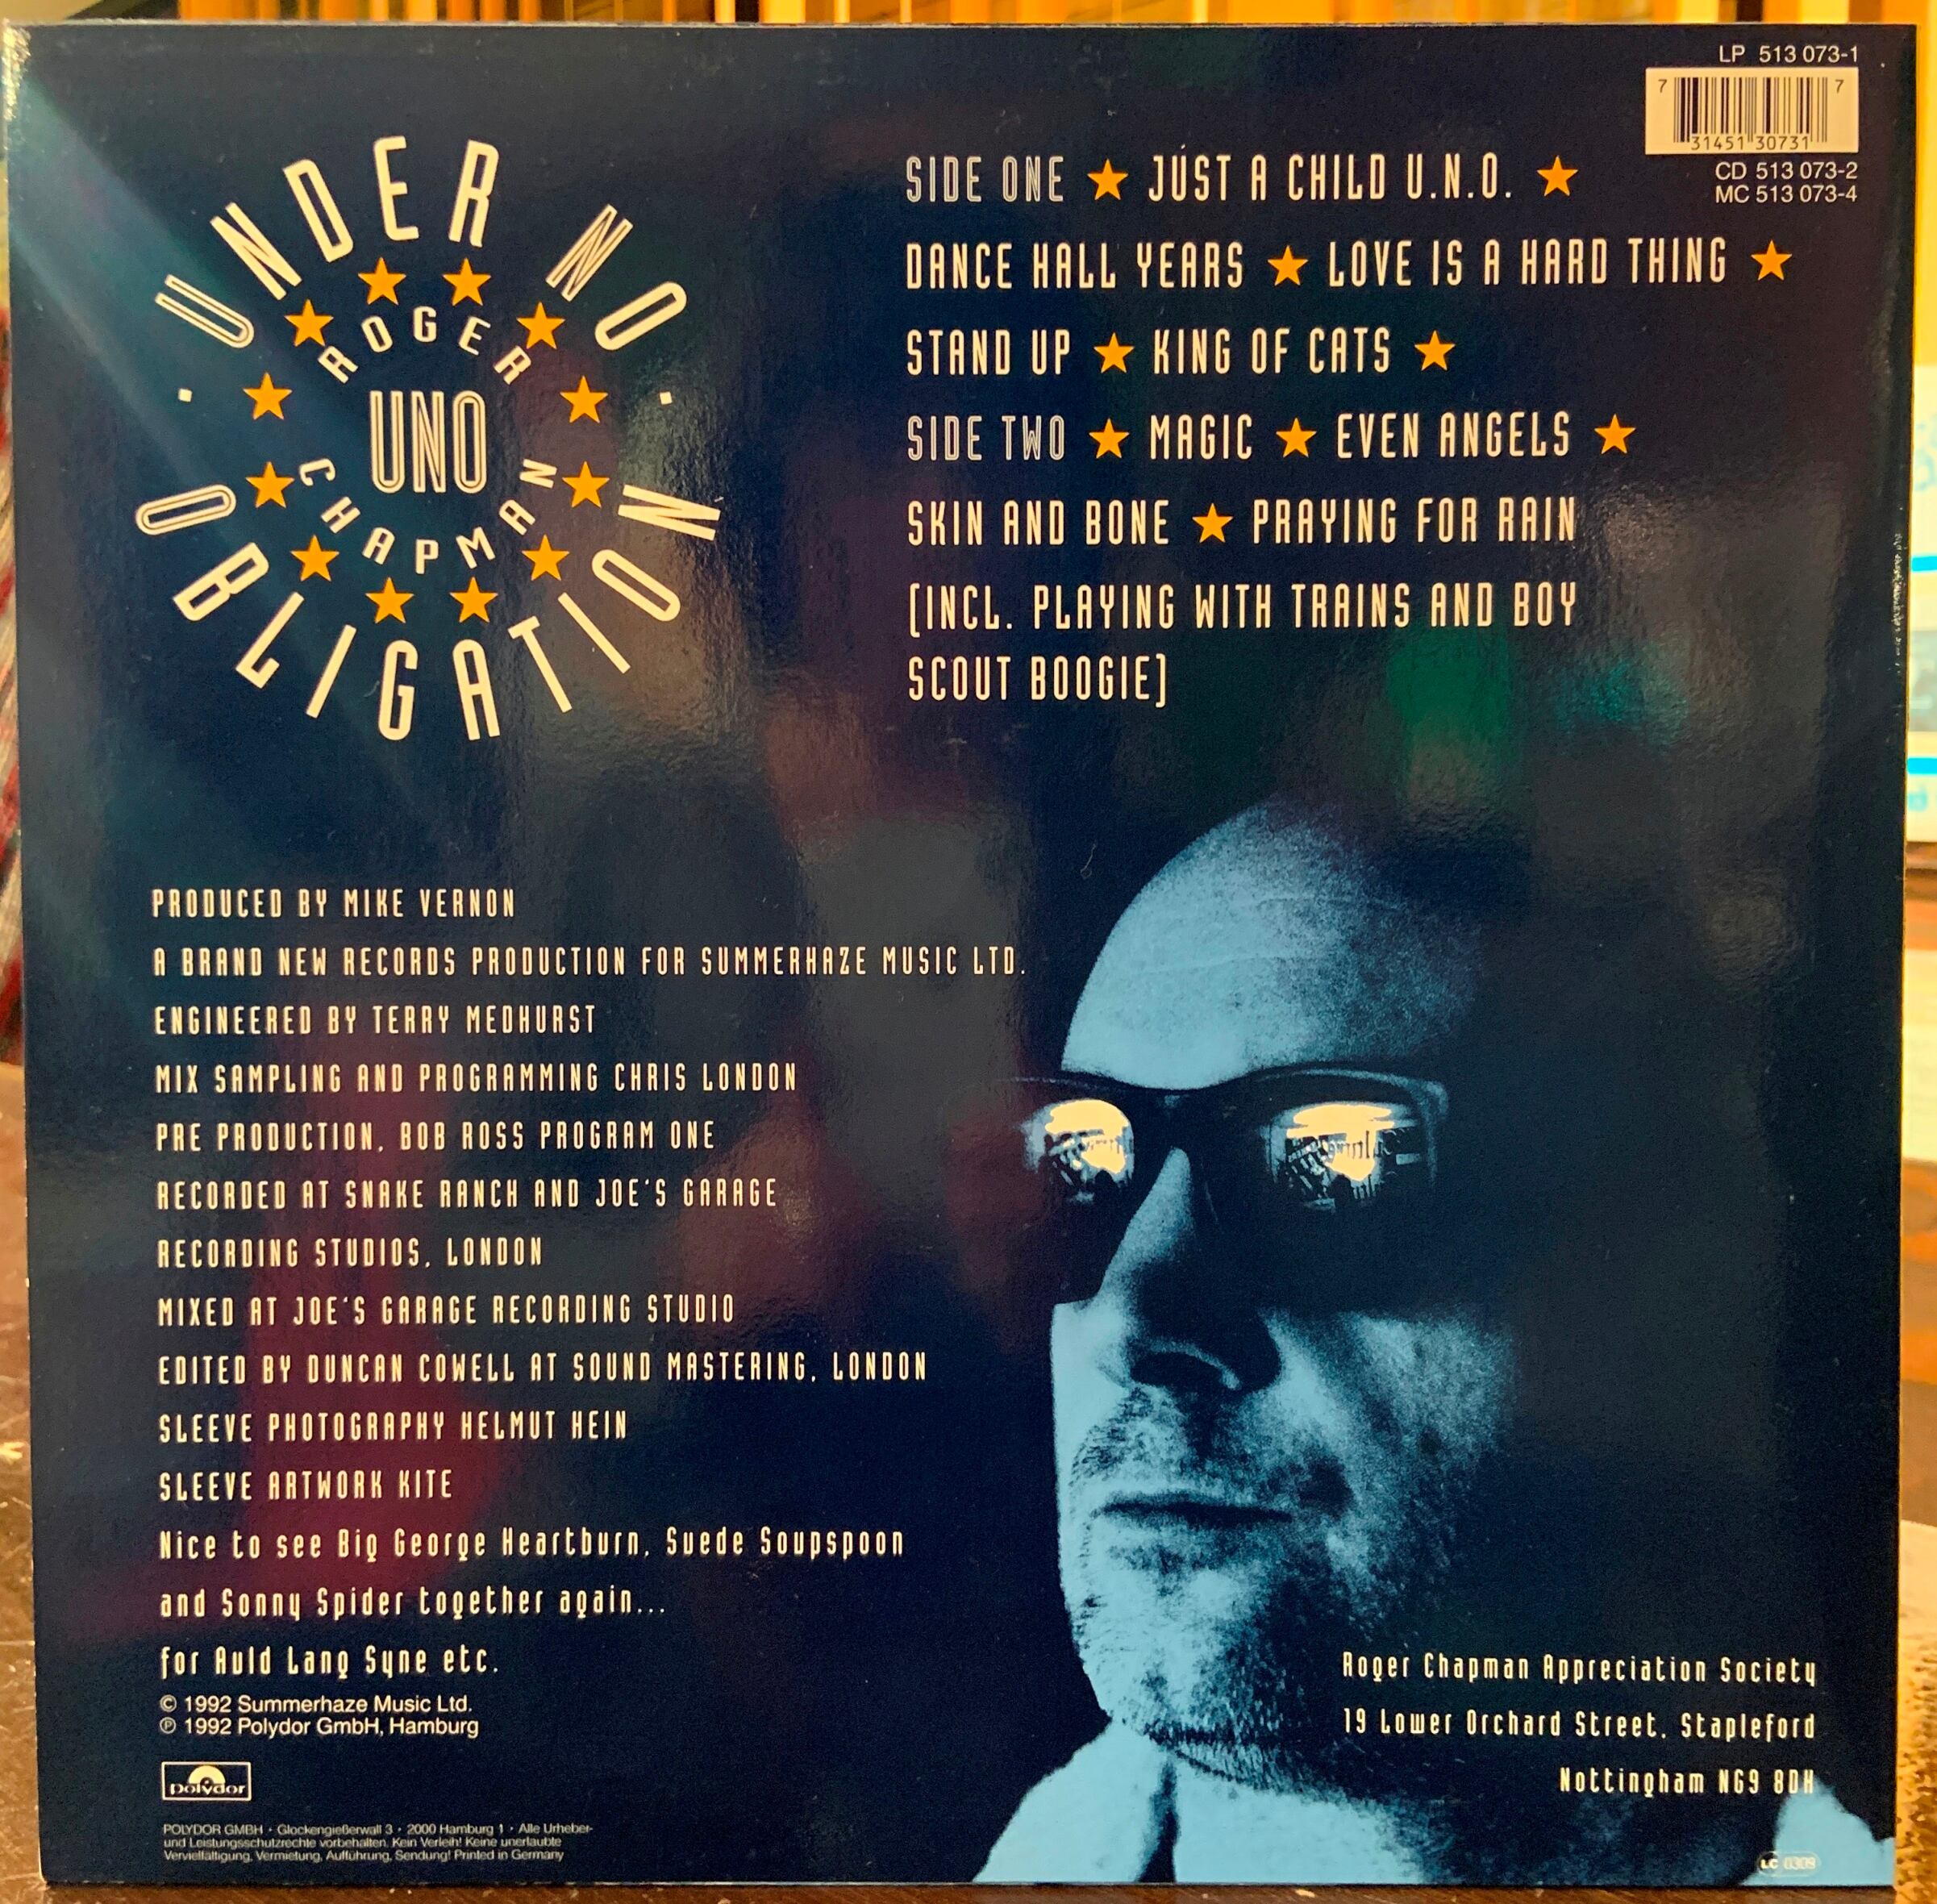 LP 513 073-1
7 31451 30731 7
CD 513 073-2
MC 513 073-4
UNDER NO
ROGER
UNO
CHAPMAN
OBLIGATION
SIDE ONE ★ JUST A CHILD U.N.O. ★
DANCE HALL YEARS ★ LOVE IS A HARD THING ★
STAND UP ★ KING OF CATS ★
SIDE TWO ★ MAGIC ★ EVEN ANGELS ★
SKIN AND BONE ★ PRAYING FOR RAIN
[INCL. PLAYING WITH TRAINS AND BOY
SCOUT BOOGIE]
PRODUCED BY MIKE VERNON
A BRAND NEW RECORDS PRODUCTION FOR SUMMERHAZE MUSIC LTD.
ENGINEERED BY TERRY MEDHURST
MIX SAMPLING AND PROGRAMMING CHRIS LONDON
PRE PRODUCTION, BOB ROSS PROGRAM ONE
RECORDED AT SNAKE RANCH AND JOE'S GARAGE
RECORDING STUDIOS, LONDON
MIXED AT JOE'S GARAGE RECORDING STUDIO
EDITED BY DUNCAN COWELL AT SOUND MASTERING, LONDON
SLEEVE PHOTOGRAPHY HELMUT HEIN
SLEEVE ARTWORK KITE
Nice to see Big George Heartburn, Suede Soupspoon
and Sonny Spider together again...
for Auld Lang Syne etc.
© 1992 Summerhaze Music Ltd.
℗ 1992 Polydor GmbH, Hamburg
polydor
POLYDOR GMBH · Glockengießerwall 3 · 2000 Hamburg 1 · Alle Urheber-
und Leistungsschutzrechte vorbehalten. Kein Verleih! Keine unerlaubte
Vervielfältigung, Vermietung, Aufführung, Sendung! Printed in Germany
Roger Chapman Appreciation Society
19 Lower Orchard Street, Stapleford
Nottingham NG9 8DH
LC 0309